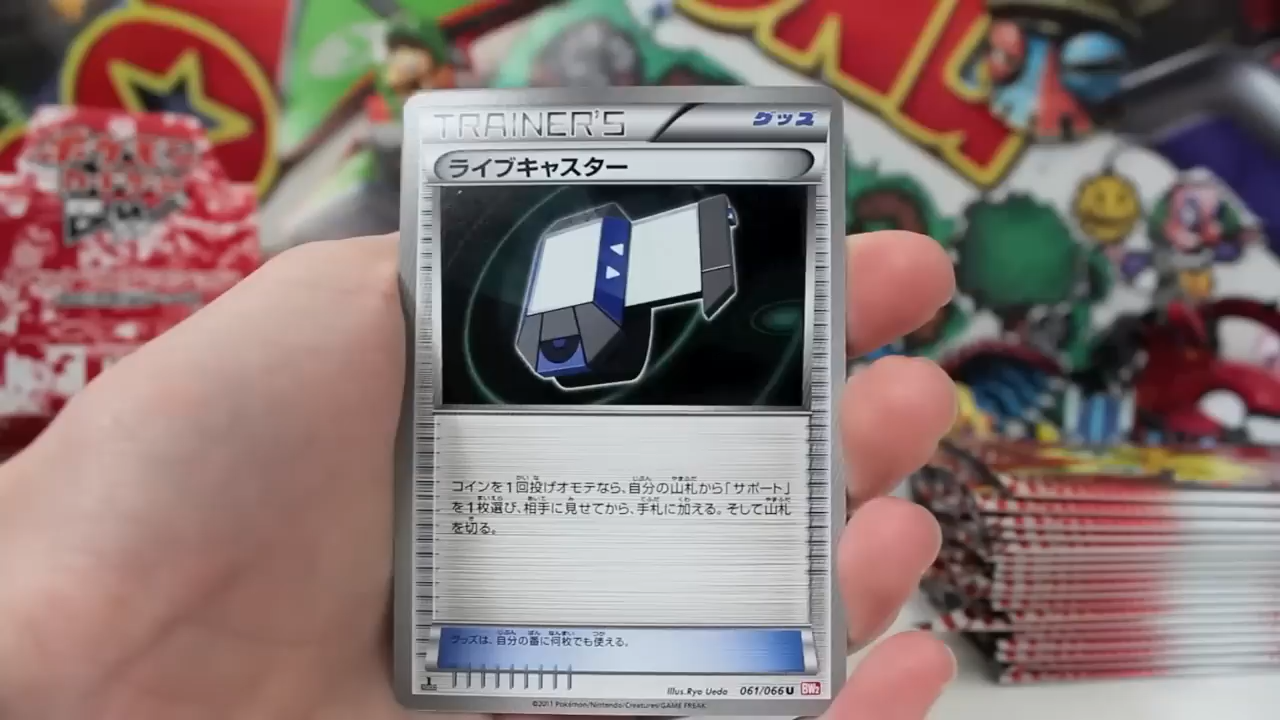 TRAINER'S
グッズ
ライブキャスター
コインを1回投げオモテなら、自分の山札から「サポート」
を1枚選び、相手に見せてから、手札に加える。そして山札
を切る。
グッズは、自分の番に何枚でも使える。
Illus. Ryo Ueda 061/066 U BW2
©2011 Pokémon/Nintendo/Creatures/GAME FREAK.